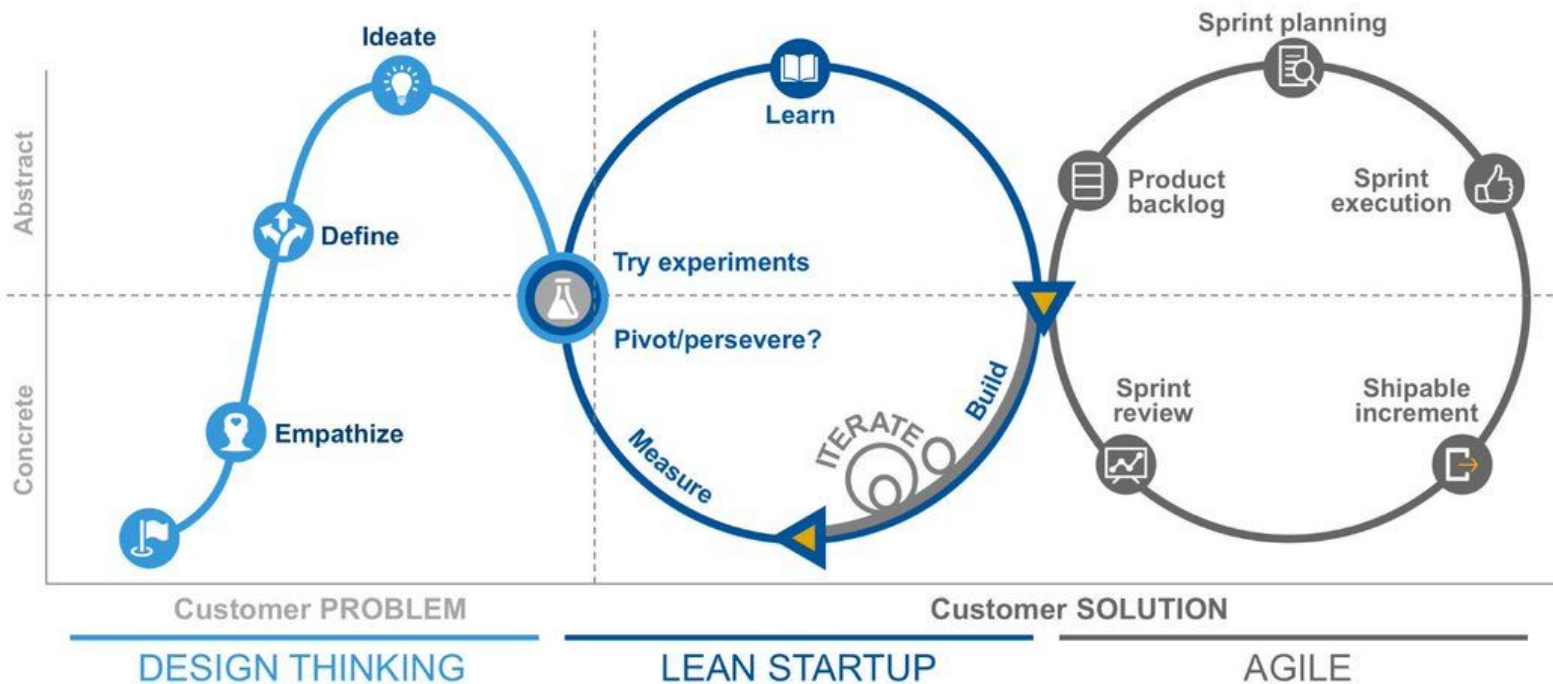 Ideate
Define
Empathize
Abstract
Concrete
Learn
Try experiments
Pivot/persevere?
Measure
ITERATE
Build
Sprint planning
Product
backlog
Sprint
execution
Sprint
review
Shipable
increment
Customer PROBLEM
Customer SOLUTION
DESIGN THINKING
LEAN STARTUP
AGILE